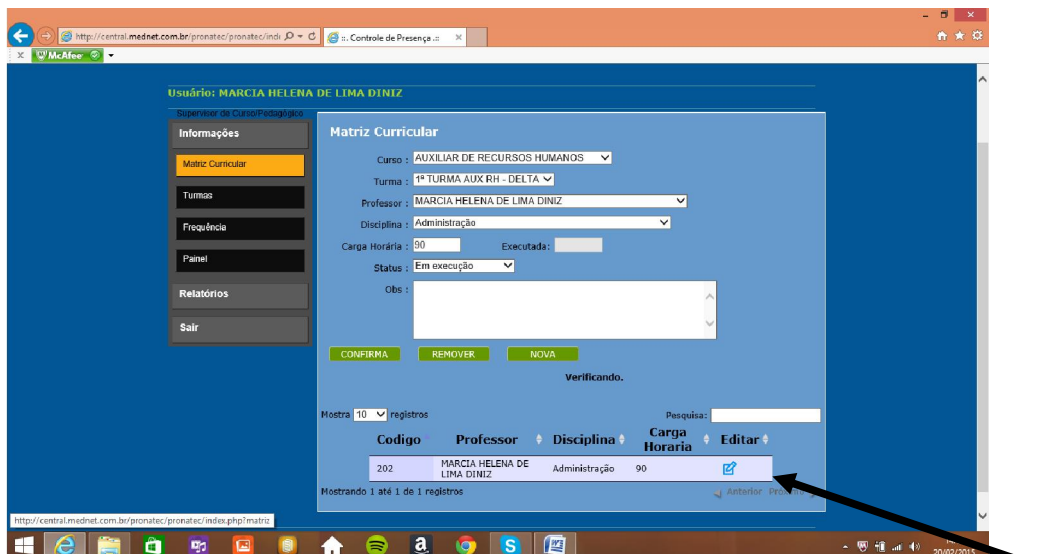 http://central.mednet.com.br/pronatec/pronatec/indi
::. Controle de Presença .::
x McAfee
Usuário: MARCIA HELENA DE LIMA DINIZ
Supervisor de Curso/Pedagógico
Informações
Matriz Curricular
Turmas
Frequência
Painel
Relatórios
Sair
Matriz Curricular
Curso : AUXILIAR DE RECURSOS HUMANOS
Turma : 1ª TURMA AUX RH - DELTA
Professor : MARCIA HELENA DE LIMA DINIZ
Disciplina : Administração
Carga Horária : 90 Executada:
Status : Em execução
Obs :
CONFIRMA REMOVER NOVA
Verificando.
Mostra 10 registros Pesquisa:
Codigo Professor Disciplina Carga Horaria Editar
202 MARCIA HELENA DE LIMA DINIZ Administração 90
Mostrando 1 até 1 de 1 registros Anterior
http://central.mednet.com.br/pronatec/pronatec/index.php?matriz
20/02/2015